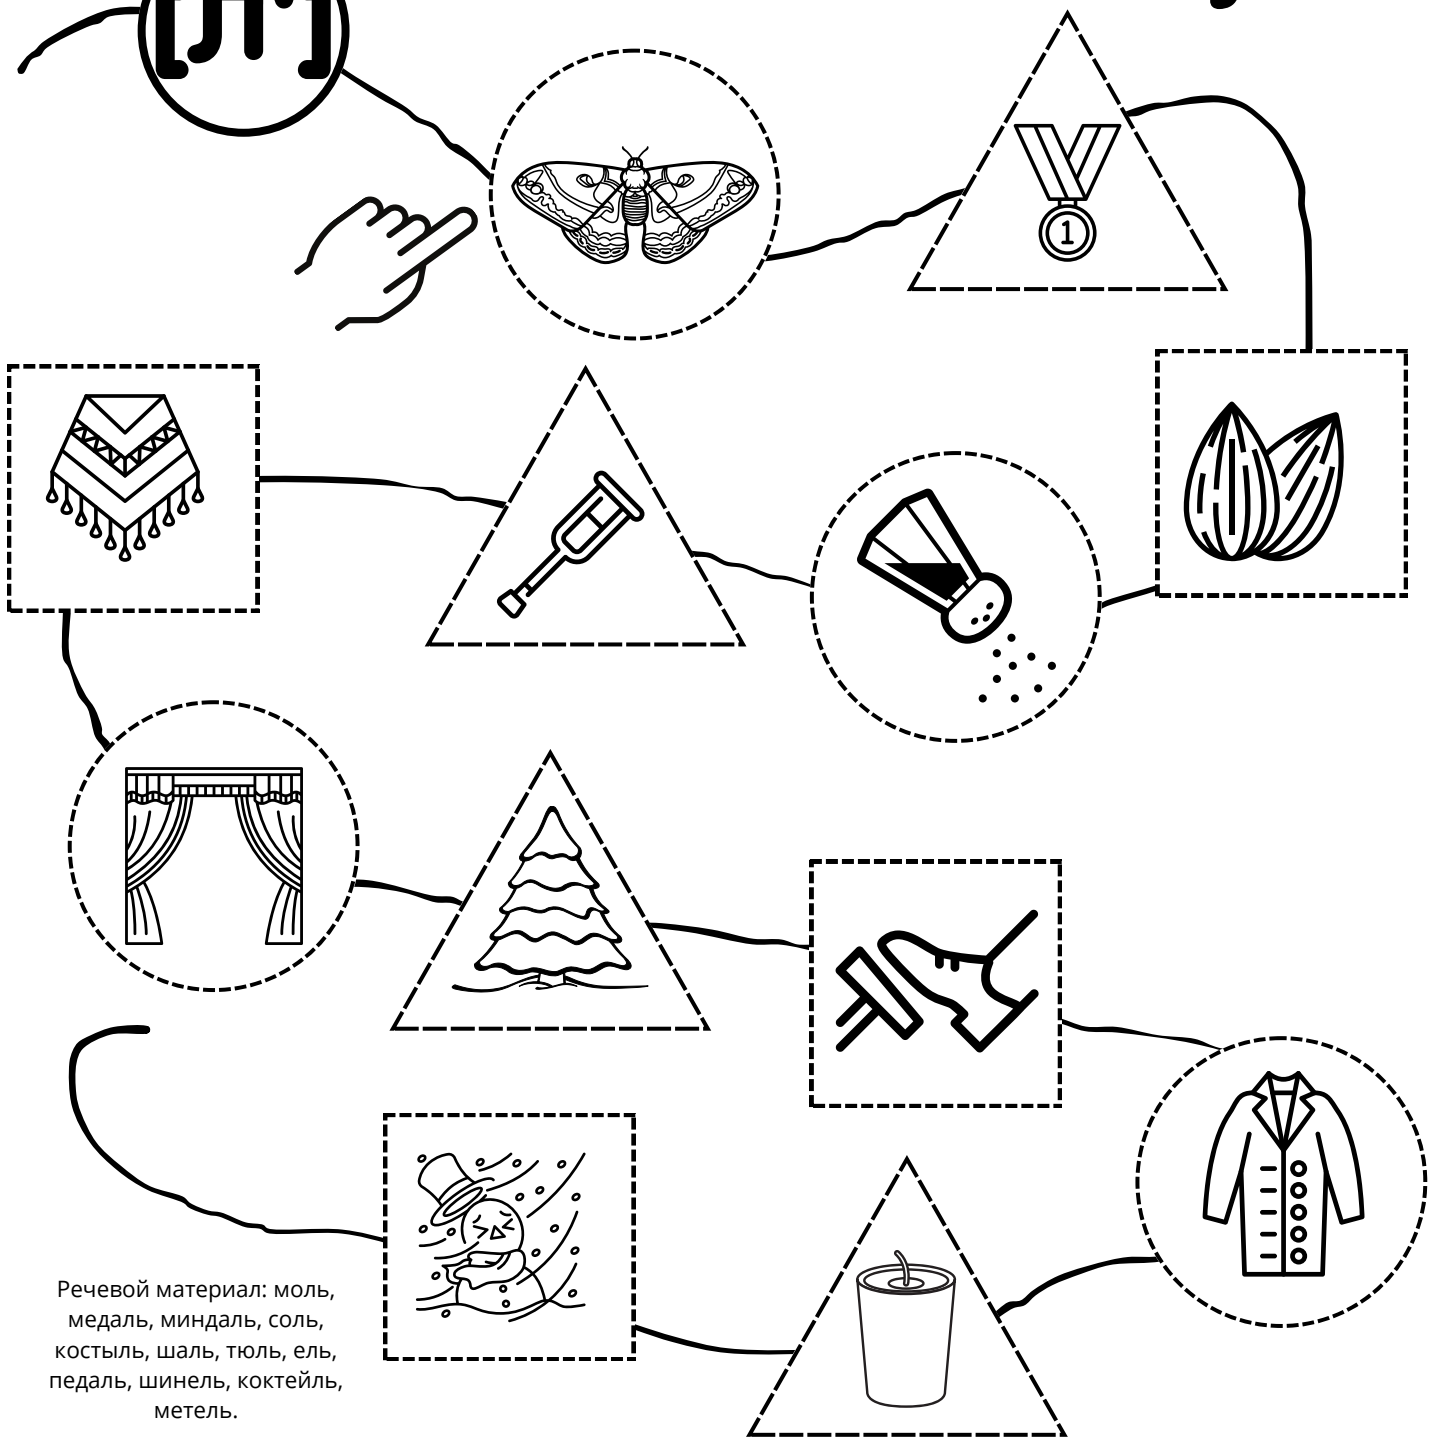 [Л']
1
Речевой материал: моль,
медаль, миндаль, соль,
костыль, шаль, тюль, ель,
педаль, шинель, коктейль,
метель.